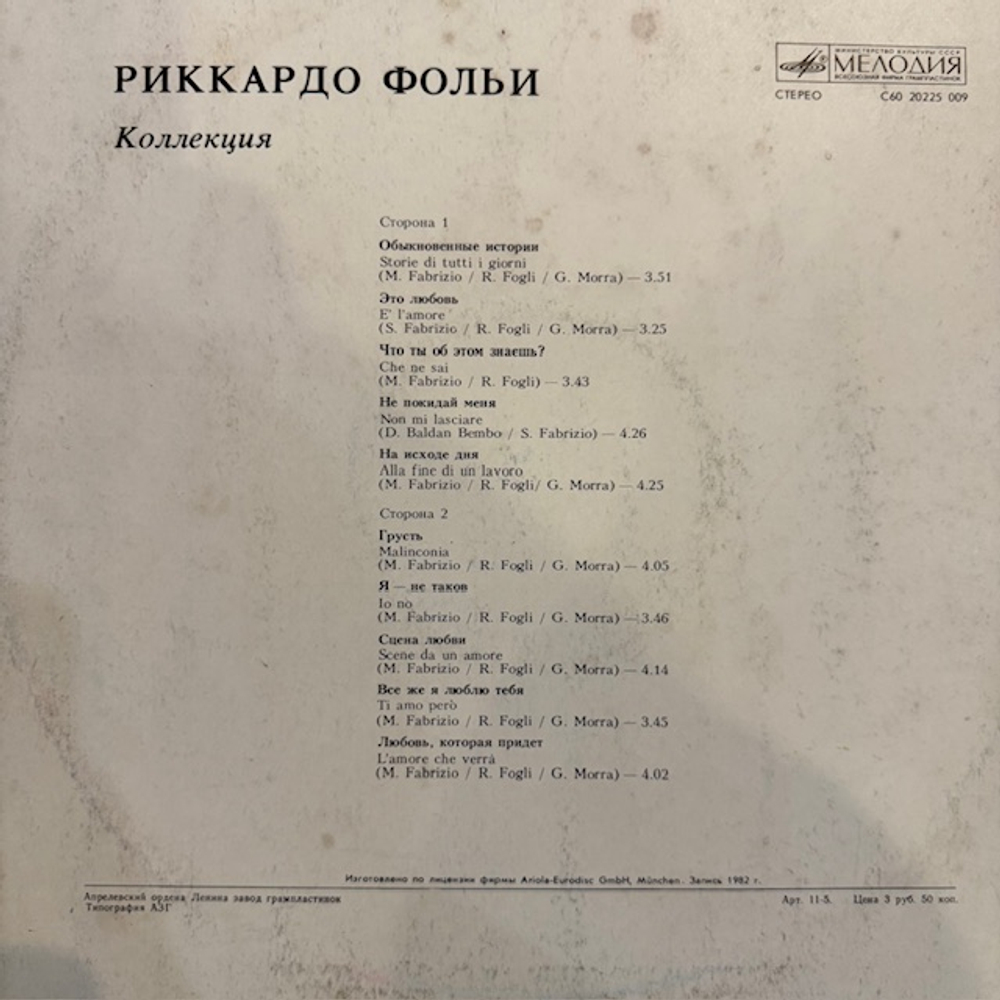 РИККАРДО ФОЛЬИ
Коллекция
МИНИСТЕРСТВО КУЛЬТУРЫ СССР
МЕЛОДИЯ
ВСЕСОЮЗНАЯ ФИРМА ГРАМПЛАСТИНОК
СТЕРЕО С60 20225 009
Сторона 1
Обыкновенные истории
Storie di tutti i giorni
(M. Fabrizio / R. Fogli / G. Morra) — 3.51
Это любовь
E' l'amore
(S. Fabrizio / R. Fogli / G. Morra) — 3.25
Что ты об этом знаешь?
Che ne sai
(M. Fabrizio / R. Fogli) — 3.43
Не покидай меня
Non mi lasciare
(D. Baldan Bembo / S. Fabrizio) — 4.26
На исходе дня
Alla fine di un lavoro
(M. Fabrizio / R. Fogli/ G. Morra) — 4.25
Сторона 2
Грусть
Malinconia
(M. Fabrizio / R. Fogli / G. Morra) — 4.05
Я — не таков
Io no
(M. Fabrizio / R. Fogli / G. Morra) — 3.46
Сцена любви
Scene da un amore
(M. Fabrizio / R. Fogli / G. Morra) — 4.14
Все же я люблю тебя
Ti amo però
(M. Fabrizio / R. Fogli / G. Morra) — 3.45
Любовь, которая придет
L'amore che verrà
(M. Fabrizio / R. Fogli / G. Morra) — 4.02
Изготовлено по лицензии фирмы Ariola-Eurodisc GmbH, München. Запись 1982 г.
Апрелевский ордена Ленина завод грампластинок Арт. 11-5. Цена 3 руб. 50 коп.
Типография АЗГ